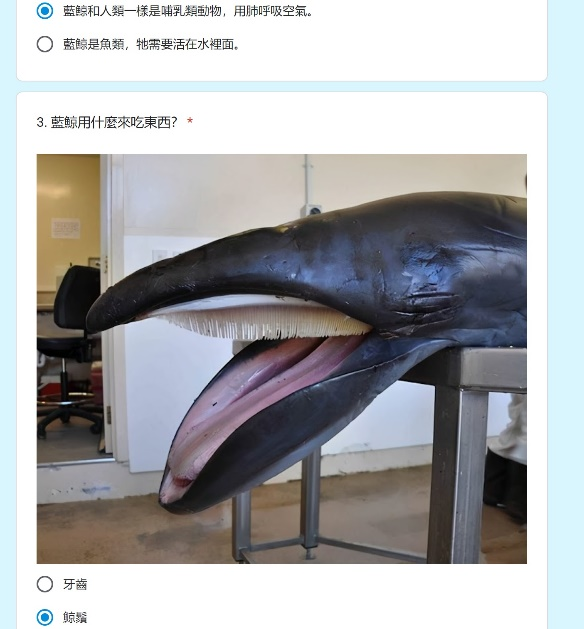 藍鯨和人類一樣是哺乳類動物，用肺呼吸空氣。
藍鯨是魚類，牠需要活在水裡面。
3. 藍鯨用什麼來吃東西? *
牙齒
鯨鬚